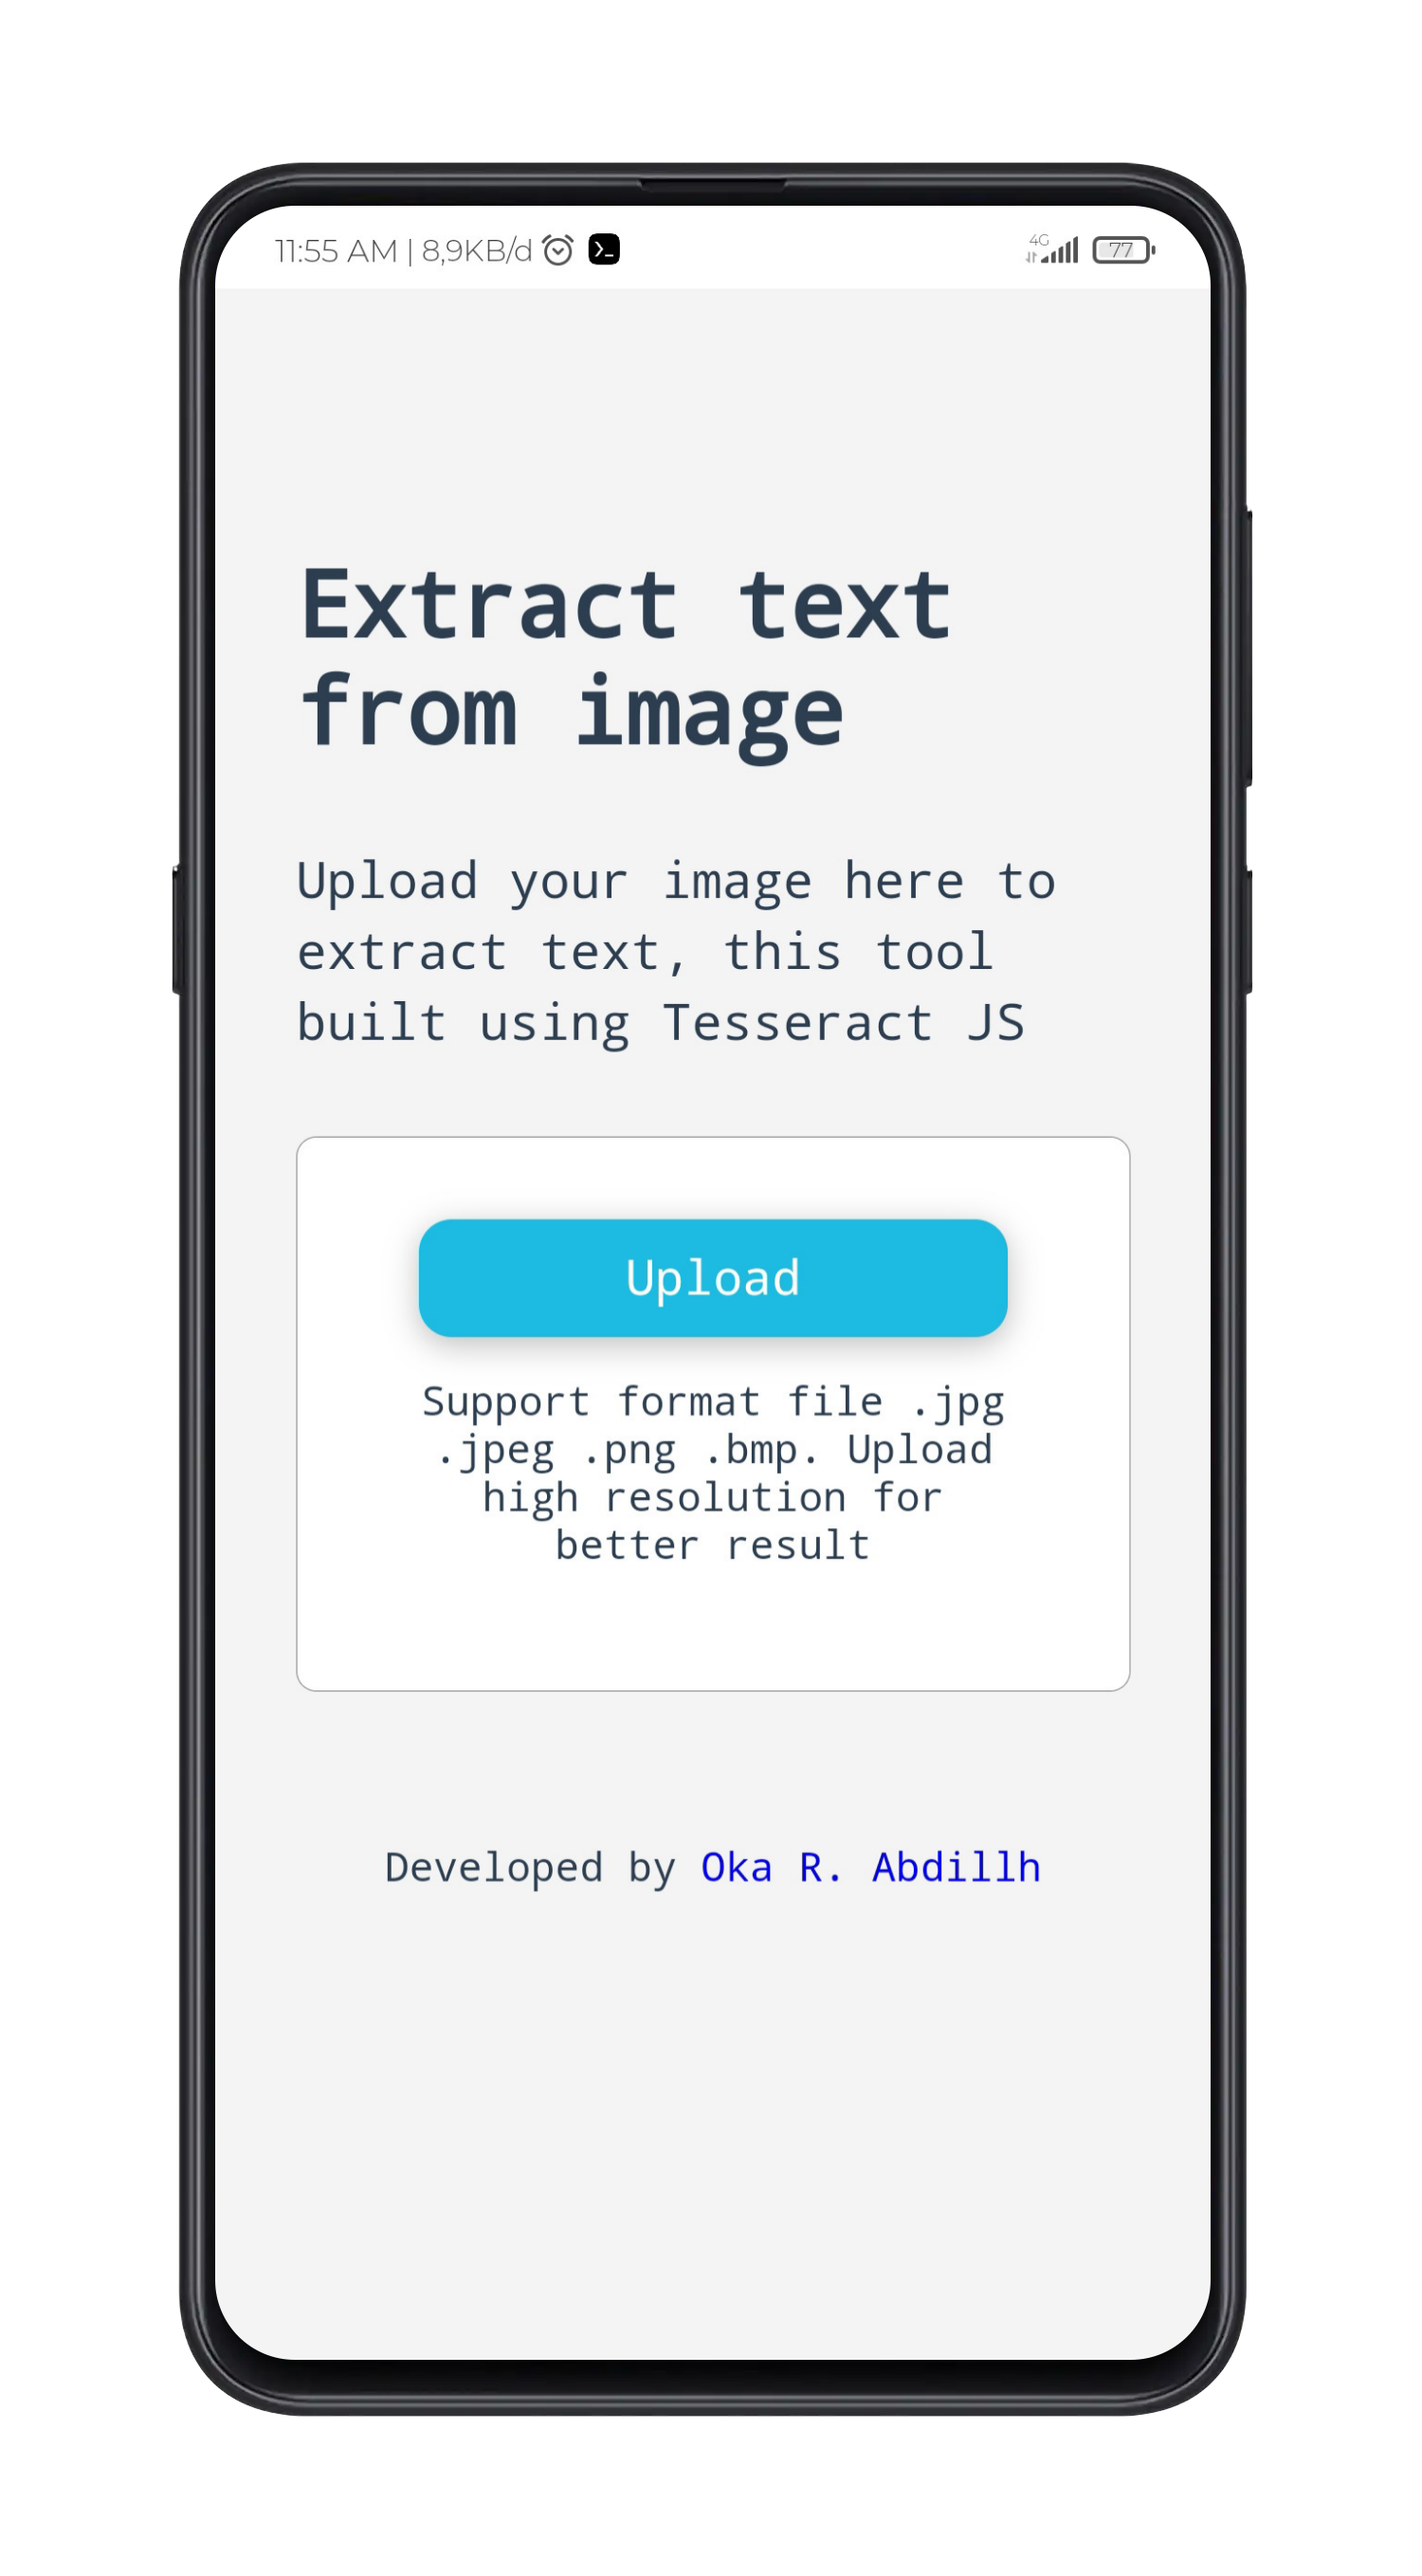 11:55 AM | 8,9KB/d
4G
77
Extract text
from image
Upload your image here to
extract text, this tool
built using Tesseract JS
Upload
Support format file .jpg
.jpeg .png .bmp. Upload
high resolution for
better result
Developed by Oka R. Abdillh